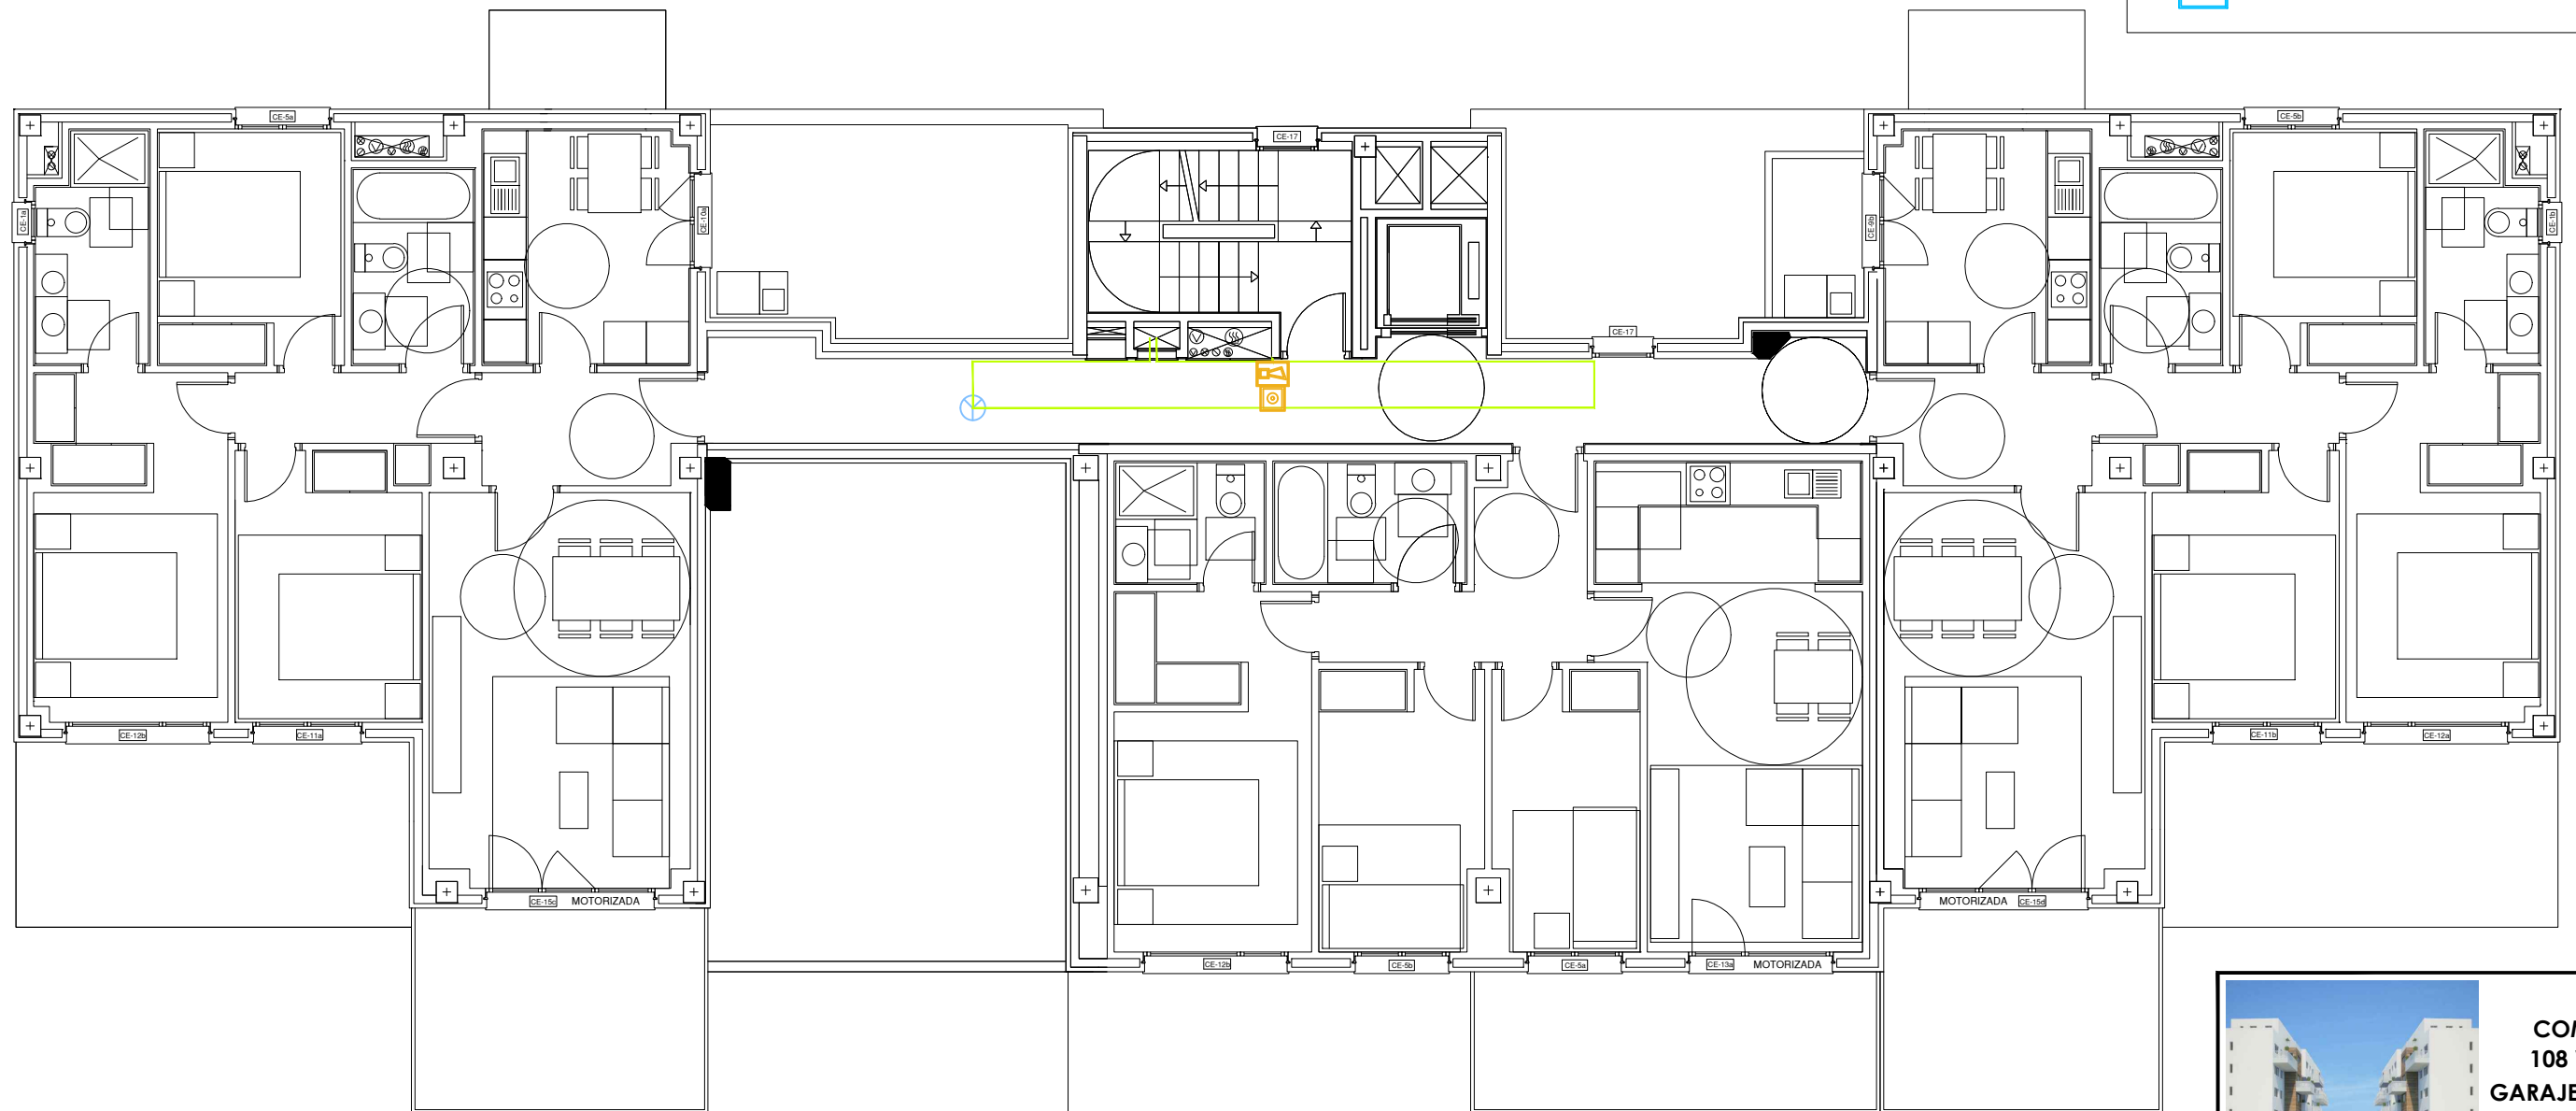 CE-5a
CE-17
CE-5b
CE-1a
CE-10a
CE-9b
CE-1b
CE-17
CE-12b
CE-11a
CE-11b
CE-12a
CE-15c MOTORIZADA
MOTORIZADA CE-15d
CE-12b
CE-5b
CE-5a
CE-13a MOTORIZADA
108
GARAJE